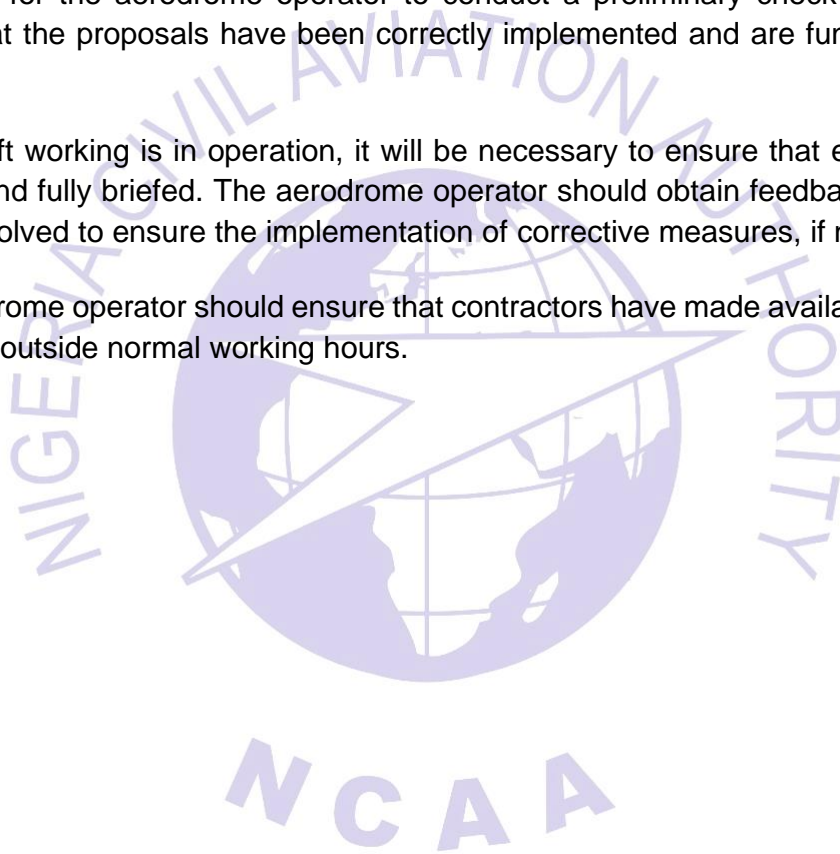 for the aerodrome operator to conduct a preliminary check
at the proposals have been correctly implemented and are fun
ft working is in operation, it will be necessary to ensure that e
nd fully briefed. The aerodrome operator should obtain feedba
olved to ensure the implementation of corrective measures, if
rome operator should ensure that contractors have made availa
outside normal working hours.
NIGERIA CIVIL AVIATION AUTHORITY
NCAA